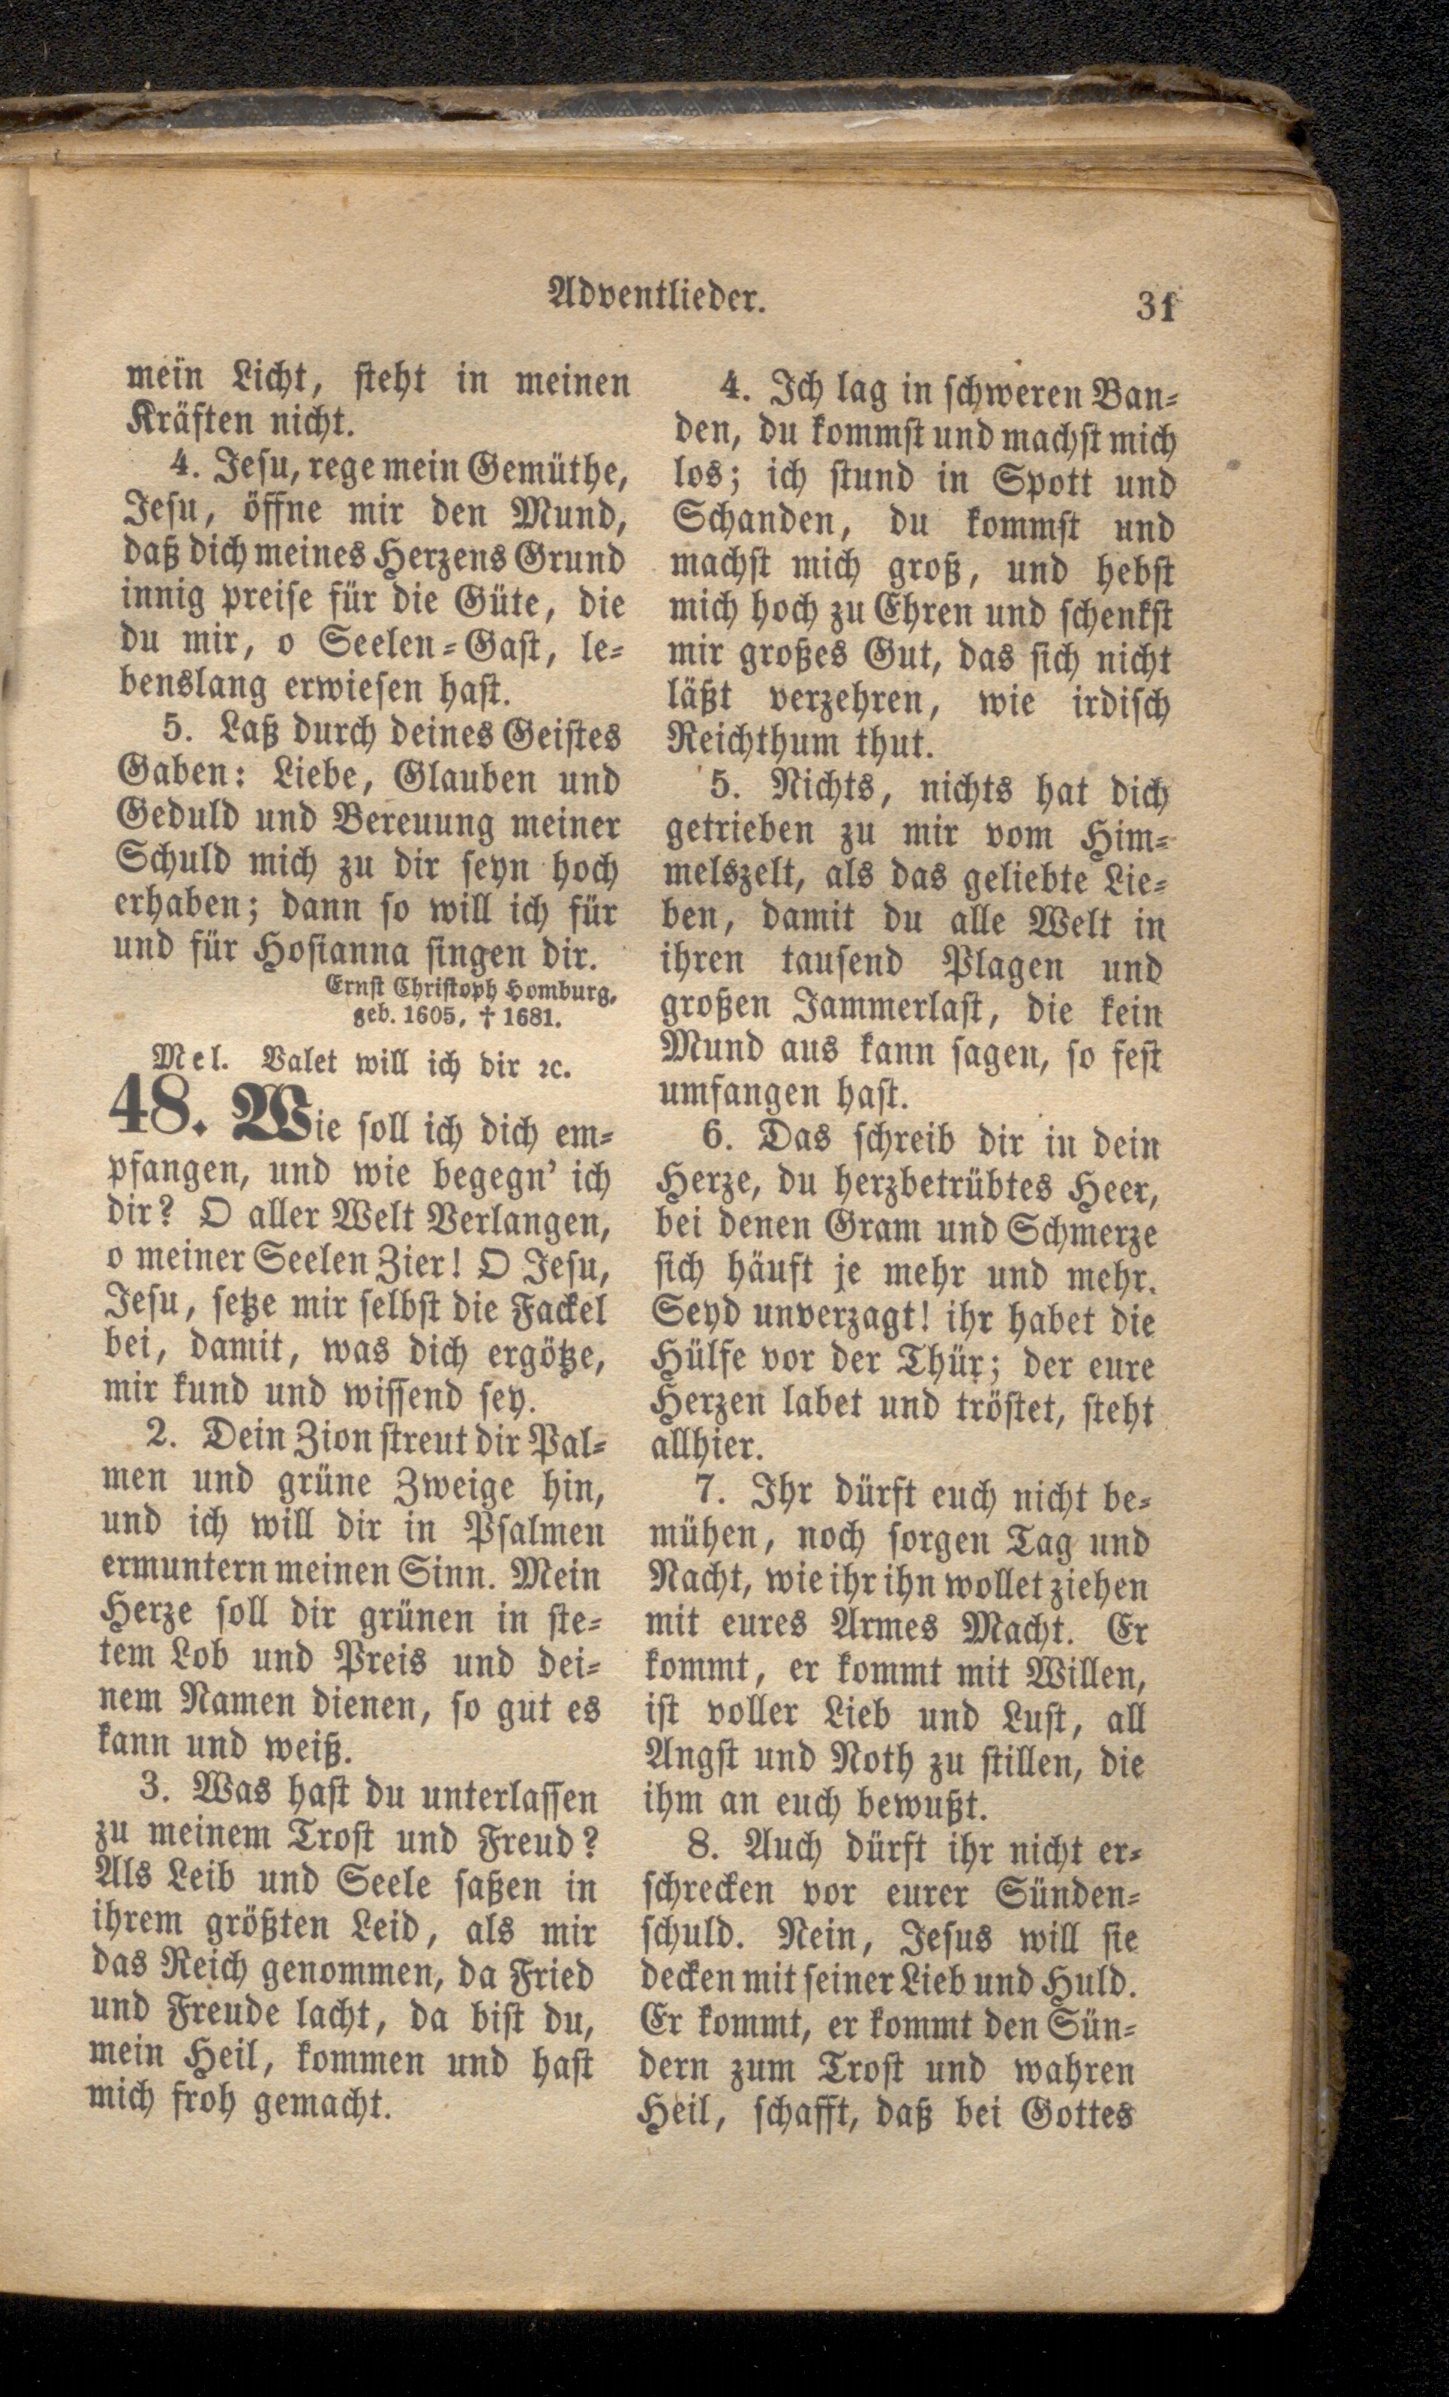 Adventlieder.
31
mein Licht, steht in meinen
Kräften nicht.
4. Jesu, rege mein Gemüthe,
Jesu, öffne mir den Mund,
daß dich meines Herzens Grund
innig preise für die Güte, die
du mir, o Seelen-Gast, le-
benslang erwiesen hast.
5. Laß durch deines Geistes
Gaben: Liebe, Glauben und
Geduld und Bereuung meiner
Schuld mich zu dir seyn hoch
erhaben; dann so will ich für
und für Hosianna singen dir.
Ernst Christoph Homburg,
geb. 1605, † 1681.
Mel. Valet will ich dir ꝛc.
48. Wie soll ich dich em-
pfangen, und wie begegn' ich
dir? O aller Welt Verlangen,
o meiner Seelen Zier! O Jesu,
Jesu, setze mir selbst die Fackel
bei, damit, was dich ergötze,
mir kund und wissend sey.
2. Dein Zion streut dir Pal-
men und grüne Zweige hin,
und ich will dir in Psalmen
ermuntern meinen Sinn. Mein
Herze soll dir grünen in ste-
tem Lob und Preis und dei-
nem Namen dienen, so gut es
kann und weiß.
3. Was hast du unterlassen
zu meinem Trost und Freud?
Als Leib und Seele saßen in
ihrem größten Leid, als mir
das Reich genommen, da Fried
und Freude lacht, da bist du,
mein Heil, kommen und hast
mich froh gemacht.
4. Ich lag in schweren Ban-
den, du kommst und machst mich
los; ich stund in Spott und
Schanden, du kommst und
machst mich groß, und hebst
mich hoch zu Ehren und schenkst
mir großes Gut, das sich nicht
läßt verzehren, wie irdisch
Reichthum thut.
5. Nichts, nichts hat dich
getrieben zu mir vom Him-
melszelt, als das geliebte Lie-
ben, damit du alle Welt in
ihren tausend Plagen und
großen Jammerlast, die kein
Mund aus kann sagen, so fest
umfangen hast.
6. Das schreib dir in dein
Herze, du herzbetrübtes Heer,
bei denen Gram und Schmerze
sich häuft je mehr und mehr.
Seyd unverzagt! ihr habet die
Hülfe vor der Thür; der eure
Herzen labet und tröstet, steht
allhier.
7. Ihr dürft euch nicht be-
mühen, noch sorgen Tag und
Nacht, wie ihr ihn wollet ziehen
mit eures Armes Macht. Er
kommt, er kommt mit Willen,
ist voller Lieb und Lust, all
Angst und Noth zu stillen, die
ihm an euch bewußt.
8. Auch dürft ihr nicht er-
schrecken vor eurer Sünden-
schuld. Nein, Jesus will sie
decken mit seiner Lieb und Huld.
Er kommt, er kommt den Sün-
dern zum Trost und wahren
Heil, schafft, daß bei Gottes